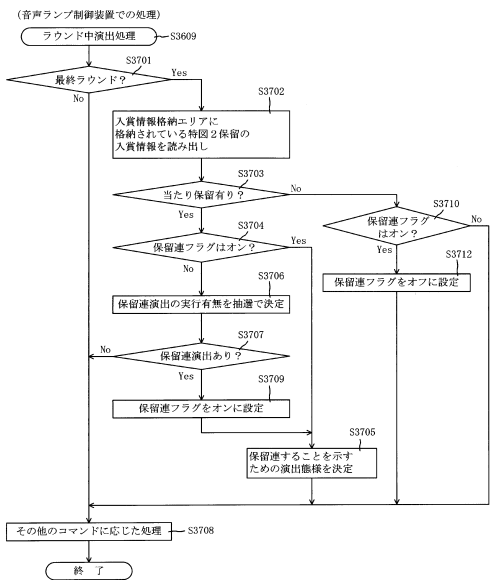 (音声ランプ制御装置での処理)
ラウンド中演出処理
S3609
S3701
最終ラウンド?
Yes
No
S3702
入賞情報格納エリアに
格納されている特図2保留の
入賞情報を読み出し
S3703
当たり保留有り?
No
Yes
S3710
保留連フラグ
はオン?
No
Yes
S3704
保留連フラグはオン?
Yes
No
S3712
保留連フラグをオフに設定
S3706
保留連演出の実行有無を抽選で決定
S3707
保留連演出あり?
No
Yes
S3709
保留連フラグをオンに設定
S3705
保留連することを示す
ための演出態様を決定
その他のコマンドに応じた処理
S3708
終 了